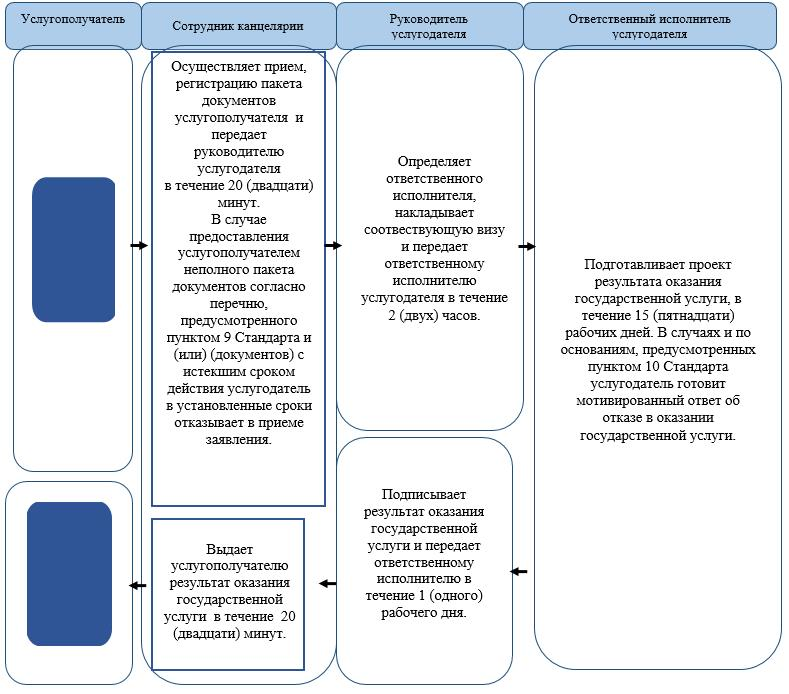 Услугополучатель
Сотрудник канцелярии
Руководитель
услугодателя
Ответственный исполнитель
услугодателя
Осуществляет прием,
регистрацию пакета
документов
услугополучателя и
передает
руководителю
услугодателя
в течение 20 (двадцати)
минут.
В случае
предоставления
услугополучателем
неполного пакета
документов согласно
перечню,
предусмотренного
пунктом 9 Стандарта и
(или) (документов) с
истекшим сроком
действия услугодатель
в установленные сроки
отказывает в приеме
заявления.
Определяет
ответственного
исполнителя,
накладывает
соотвествующую визу
и передает
ответственному
исполнителю
услугодателя в течение
2 (двух) часов.
Подготавливает проект
результата оказания
государственной услуги, в
течение 15 (пятнадцати)
рабочих дней. В случаях и по
основаниям, предусмотренных
пунктом 10 Стандарта
услугодатель готовит
мотивированный ответ об
отказе в оказании
государственной услуги.
Подписывает
результат оказания
государственной
услуги и передает
ответственному
исполнителю в
течение 1 (одного)
рабочего дня.
Выдает
услугополучателю
результат оказания
государственной
услуги в течение 20
(двадцати) минут.